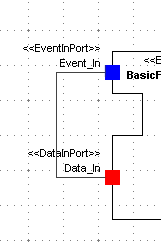 <<EventInPort>>
<<E
Event_In
BasicF
<<DataInPort>>
Data_In